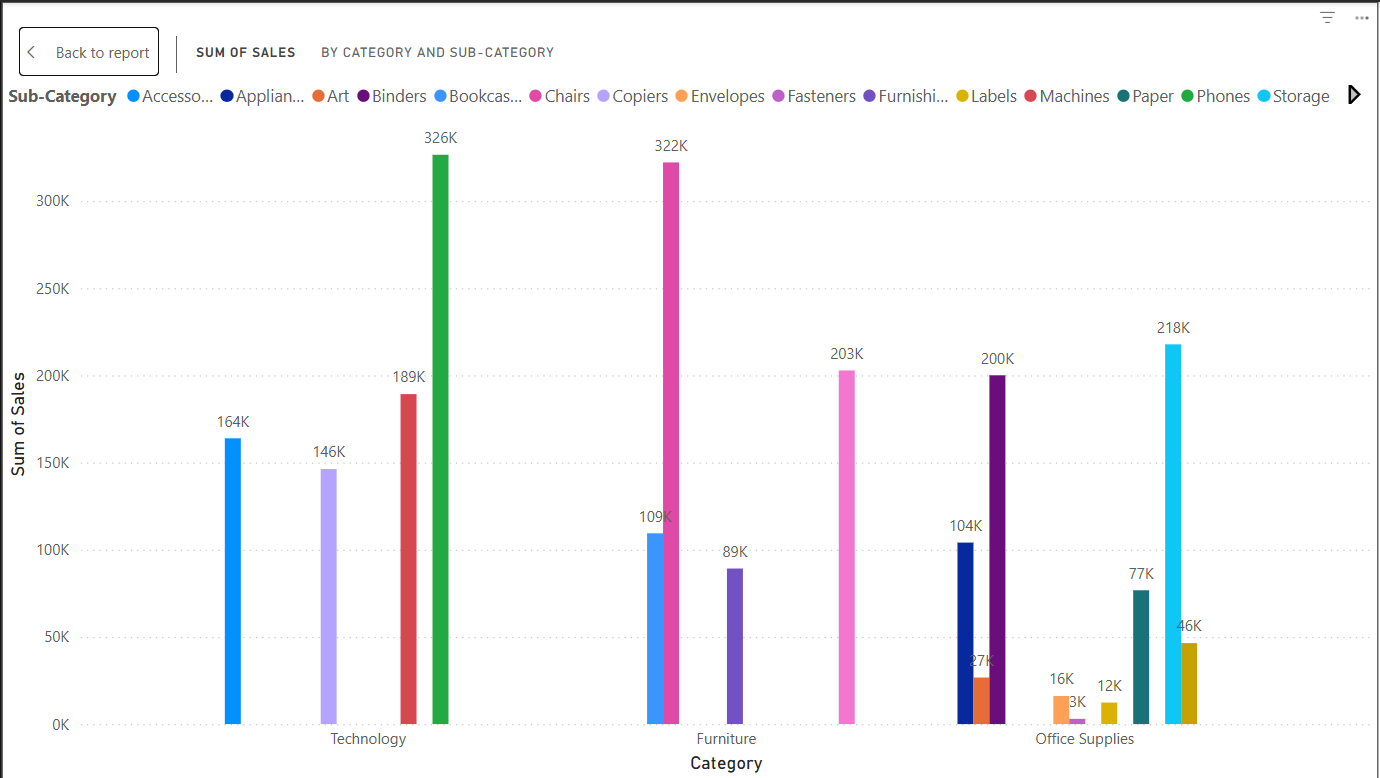 Back to report
SUM OF SALES BY CATEGORY AND SUB-CATEGORY
Sub-Category Accesso... Applian... Art Binders Bookcas... Chairs Copiers Envelopes Fasteners Furnishi... Labels Machines Paper Phones Storage
326K
322K
300K
250K
218K
203K
200K
200K
189K
164K
150K
146K
109K
104K
100K
89K
77K
50K
46K
27K
16K
12K
3K
0K
Sum of Sales
Technology Furniture Office Supplies
Category